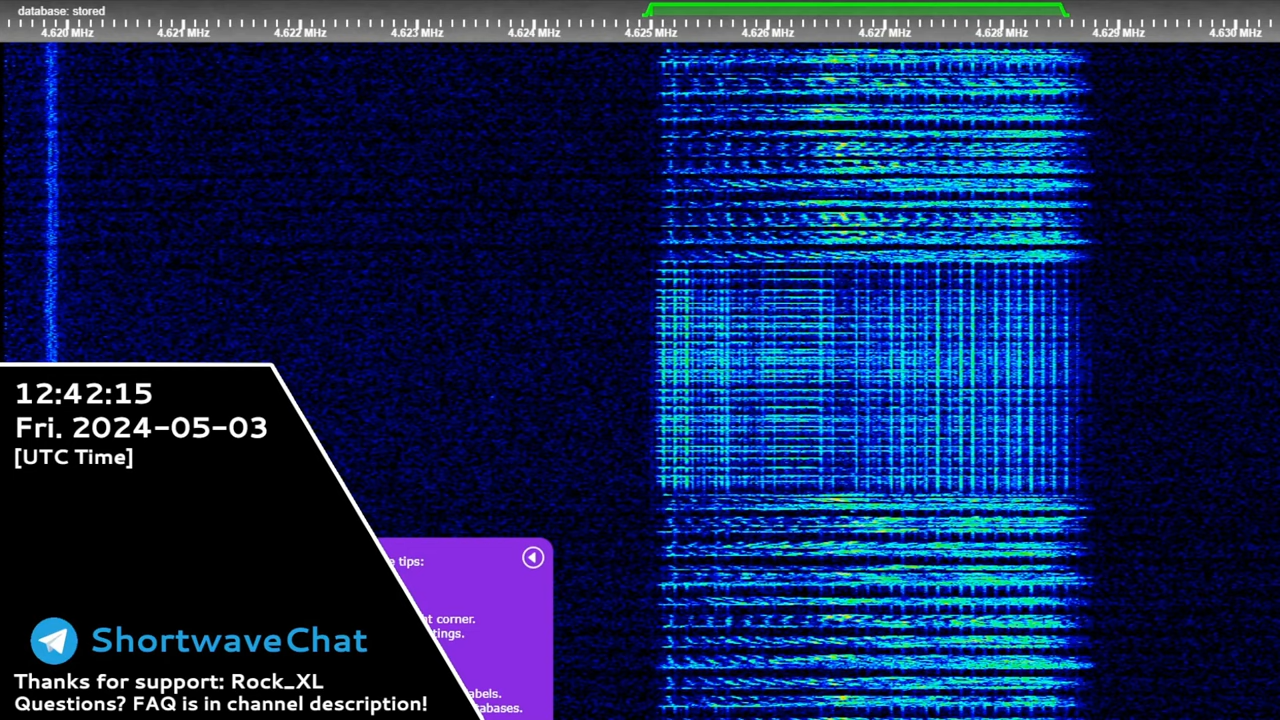 database: stored
4.620 MHz 4.621 MHz 4.622 MHz 4.623 MHz 4.624 MHz 4.625 MHz 4.626 MHz 4.627 MHz 4.628 MHz 4.629 MHz 4.630 MHz
12:42:15
Fri. 2024-05-03
[UTC Time]
tips:
corner.
ShortwaveChat
Thanks for support: Rock_XL
Questions? FAQ is in channel description!